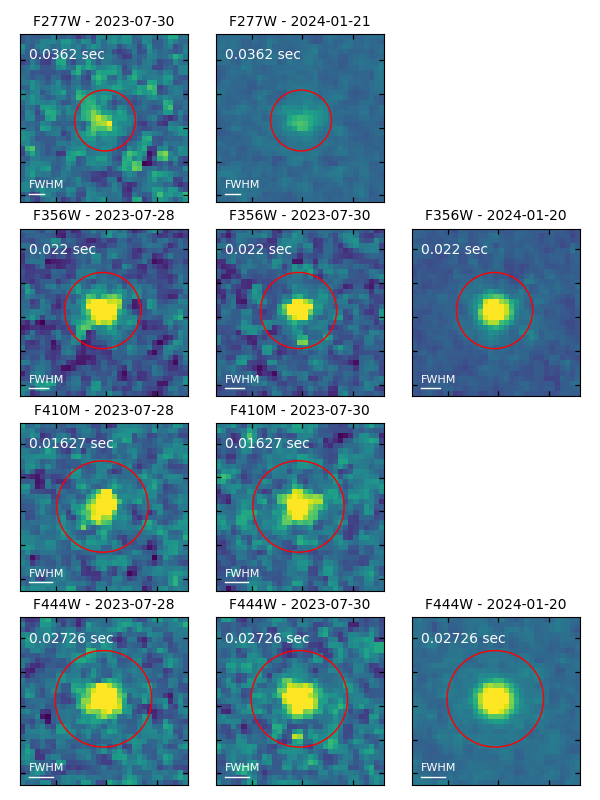 F277W - 2023-07-30
F277W - 2024-01-21
0.0362 sec
0.0362 sec
FWHM
FWHM
F356W - 2023-07-28
F356W - 2023-07-30
F356W - 2024-01-20
0.022 sec
0.022 sec
0.022 sec
FWHM
FWHM
FWHM
F410M - 2023-07-28
F410M - 2023-07-30
0.01627 sec
0.01627 sec
FWHM
FWHM
F444W - 2023-07-28
F444W - 2023-07-30
F444W - 2024-01-20
0.02726 sec
0.02726 sec
0.02726 sec
FWHM
FWHM
FWHM